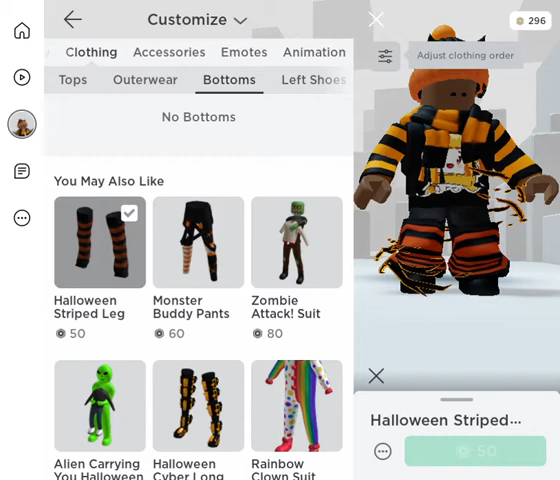 Customize
296
Clothing Accessories Emotes Animation
Adjust clothing order
Tops Outerwear Bottoms Left Shoes
No Bottoms
You May Also Like
Halloween
Striped Leg
50
Monster
Buddy Pants
60
Zombie
Attack! Suit
80
Alien Carrying
You Halloween
Halloween
Cyber Long
Rainbow
Clown Suit
Halloween Striped...
50